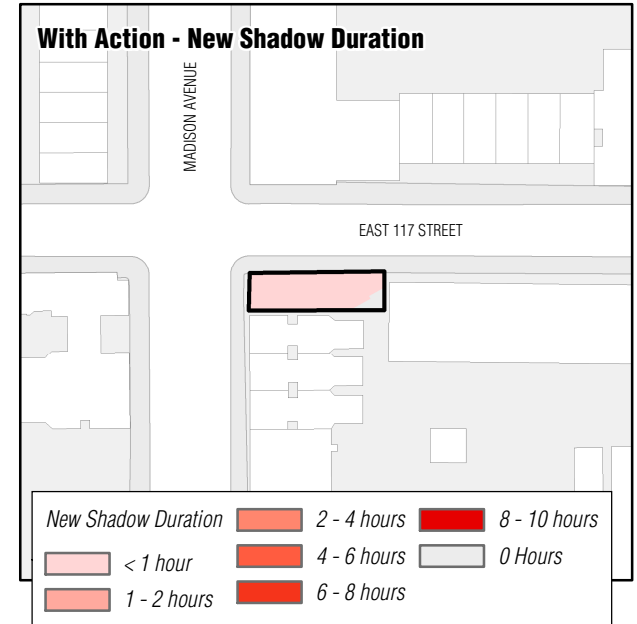 With Action - New Shadow Duration
MADISON AVENUE
EAST 117 STREET
New Shadow Duration
< 1 hour
1 - 2 hours
2 - 4 hours
4 - 6 hours
6 - 8 hours
8 - 10 hours
0 Hours